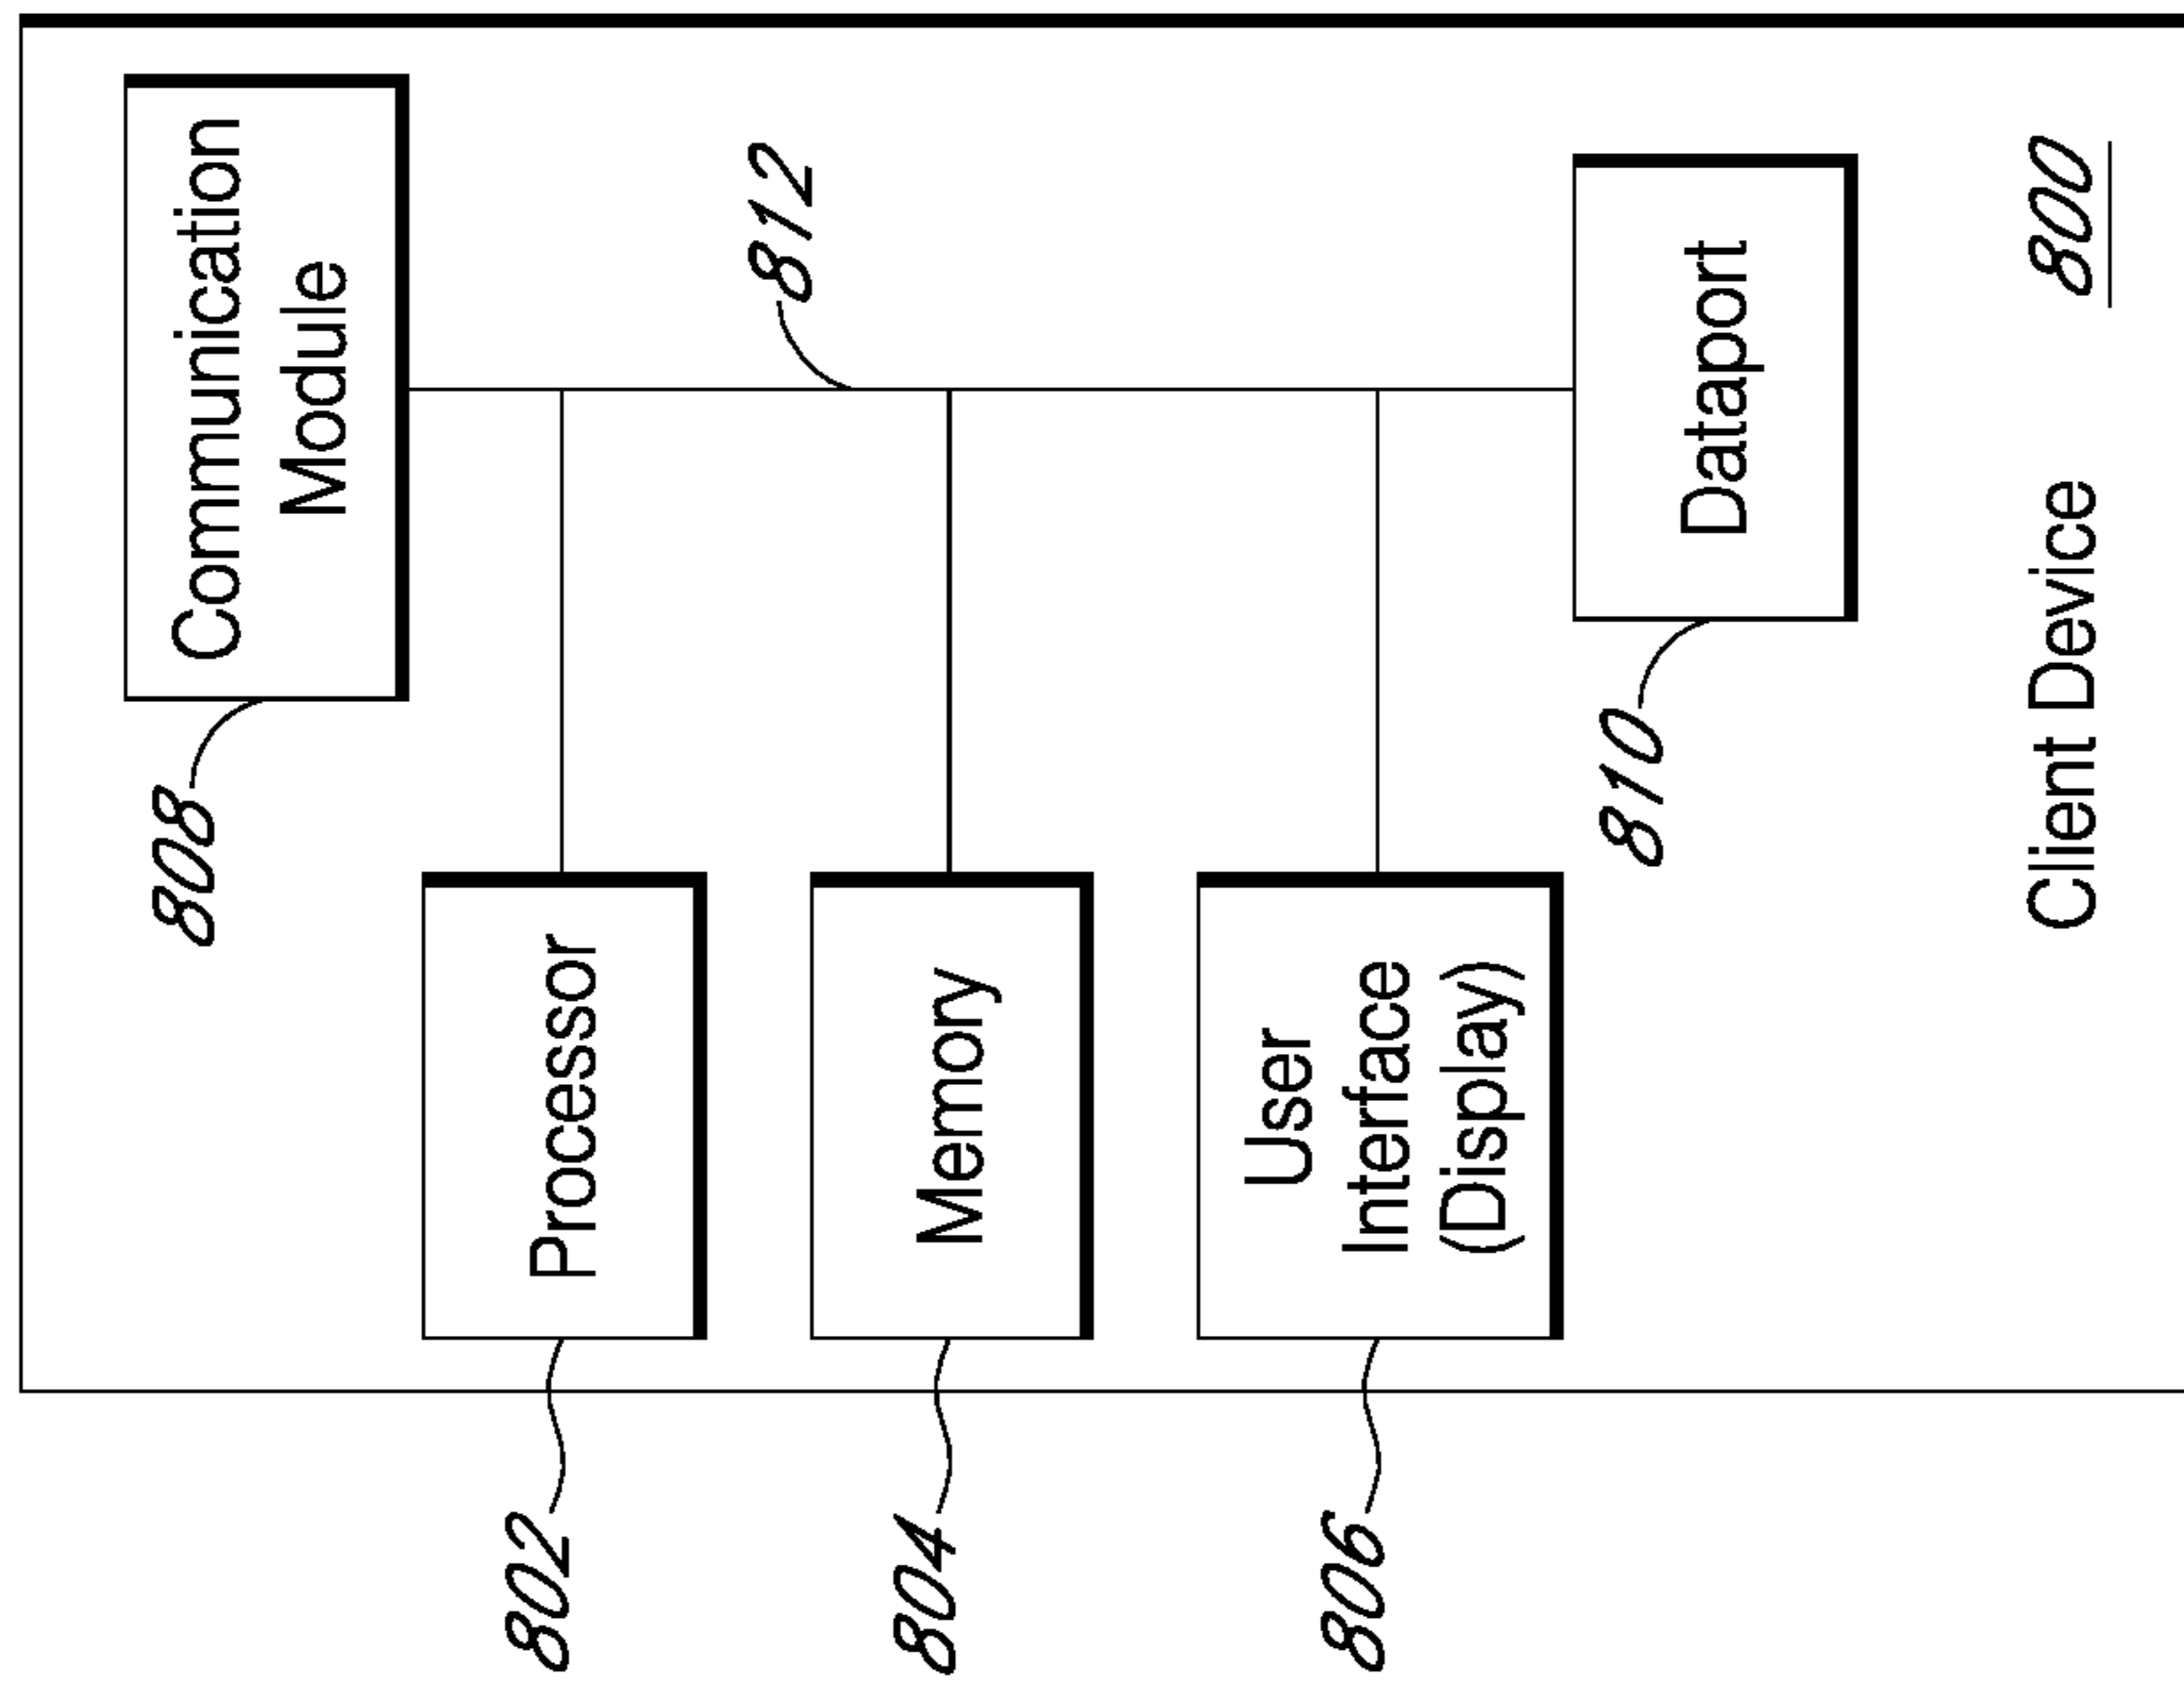 802
Processor
804
Memory
806
User
Interface
(Display)
808
Communication
Module
812
810
Dataport
Client Device
800